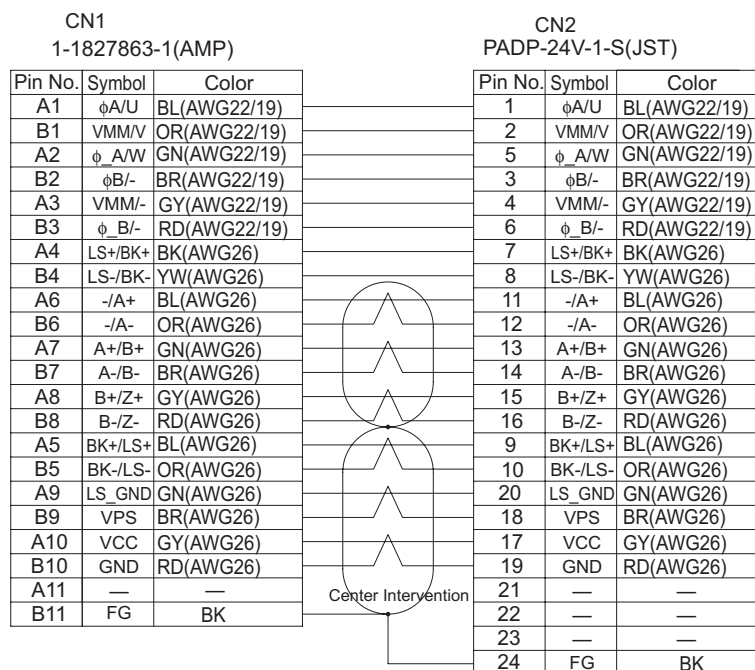 CN1 CN2
1-1827863-1(AMP) PADP-24V-1-S(JST)
Pin No. Symbol Color Pin No. Symbol Color
A1 ϕA/U BL(AWG22/19) 1 ϕA/U BL(AWG22/19)
B1 VMM/V OR(AWG22/19) 2 VMM/V OR(AWG22/19)
A2 ϕ_A/W GN(AWG22/19) 5 ϕ_A/W GN(AWG22/19)
B2 ϕB/- BR(AWG22/19) 3 ϕB/- BR(AWG22/19)
A3 VMM/- GY(AWG22/19) 4 VMM/- GY(AWG22/19)
B3 ϕ_B/- RD(AWG22/19) 6 ϕ_B/- RD(AWG22/19)
A4 LS+/BK+ BK(AWG26) 7 LS+/BK+ BK(AWG26)
B4 LS-/BK- YW(AWG26) 8 LS-/BK- YW(AWG26)
A6 -/A+ BL(AWG26) 11 -/A+ BL(AWG26)
B6 -/A- OR(AWG26) 12 -/A- OR(AWG26)
A7 A+/B+ GN(AWG26) 13 A+/B+ GN(AWG26)
B7 A-/B- BR(AWG26) 14 A-/B- BR(AWG26)
A8 B+/Z+ GY(AWG26) 15 B+/Z+ GY(AWG26)
B8 B-/Z- RD(AWG26) 16 B-/Z- RD(AWG26)
A5 BK+/LS+ BL(AWG26) 9 BK+/LS+ BL(AWG26)
B5 BK-/LS- OR(AWG26) 10 BK-/LS- OR(AWG26)
A9 LS_GND GN(AWG26) 20 LS_GND GN(AWG26)
B9 VPS BR(AWG26) 18 VPS BR(AWG26)
A10 VCC GY(AWG26) 17 VCC GY(AWG26)
B10 GND RD(AWG26) 19 GND RD(AWG26)
A11 — — Center Intervention 21 — —
B11 FG BK 22 — —
23 — —
24 FG BK